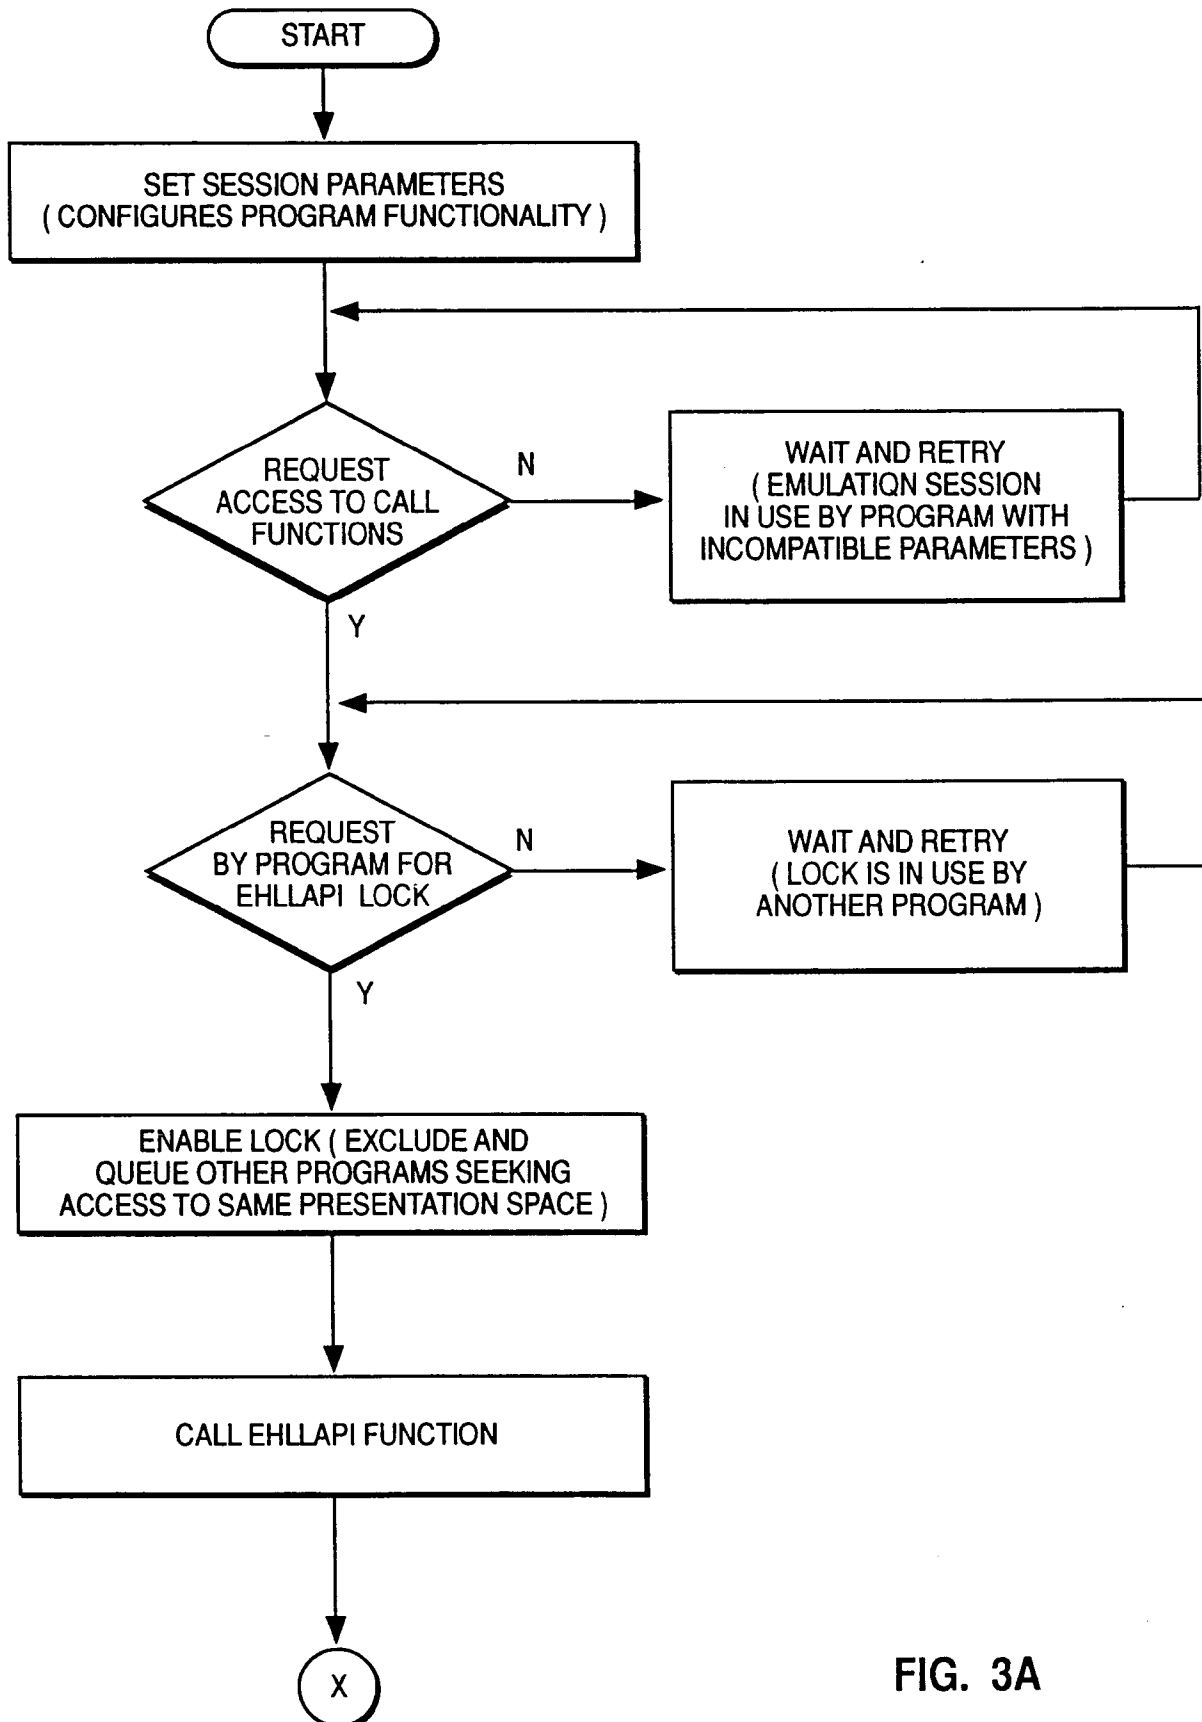 START
SET SESSION PARAMETERS
( CONFIGURES PROGRAM FUNCTIONALITY )
REQUEST
ACCESS TO CALL
FUNCTIONS
N
WAIT AND RETRY
( EMULATION SESSION
IN USE BY PROGRAM WITH
INCOMPATIBLE PARAMETERS )
Y
REQUEST
BY PROGRAM FOR
EHLLAPI LOCK
N
WAIT AND RETRY
( LOCK IS IN USE BY
ANOTHER PROGRAM )
Y
ENABLE LOCK ( EXCLUDE AND
QUEUE OTHER PROGRAMS SEEKING
ACCESS TO SAME PRESENTATION SPACE )
CALL EHLLAPI FUNCTION
X
FIG. 3A